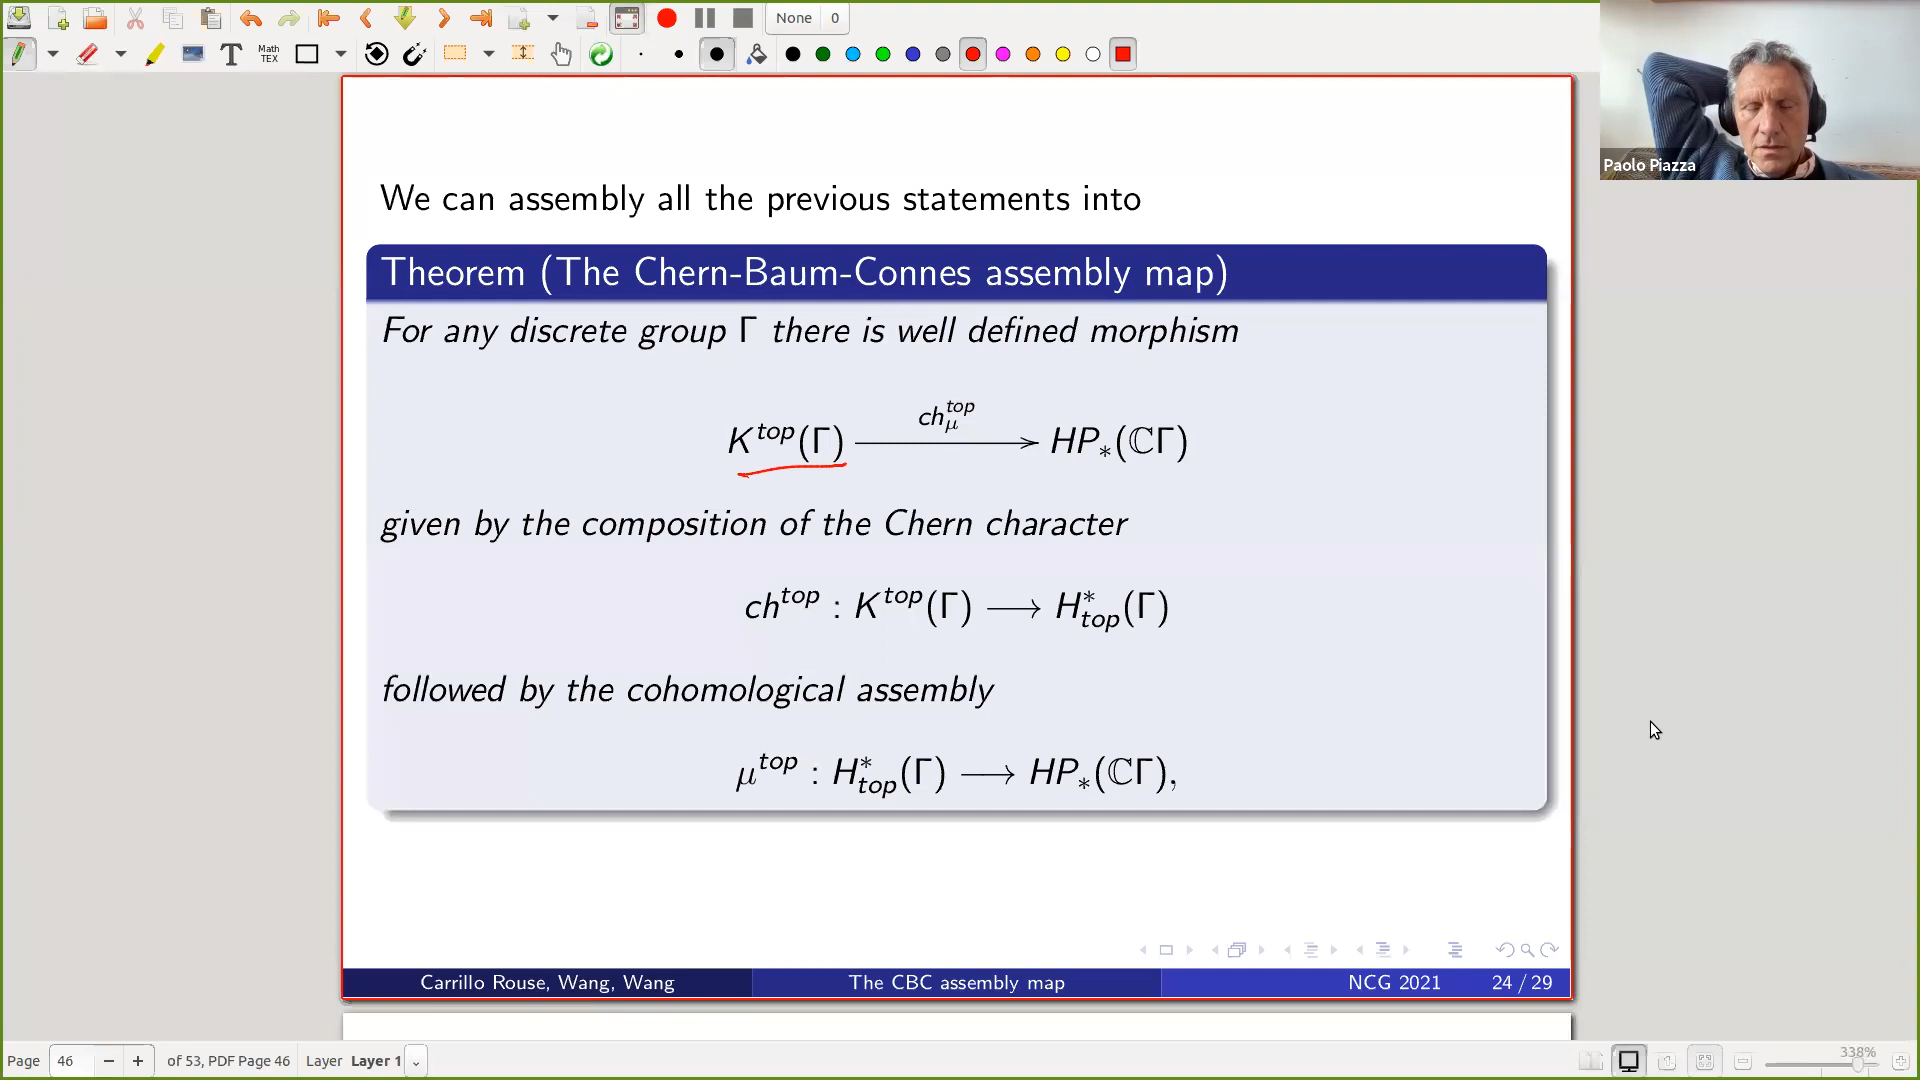 None 0
Math
TEX
Paolo Piazza
We can assembly all the previous statements into
Theorem (The Chern-Baum-Connes assembly map)
For any discrete group Γ there is well defined morphism
K^{top}(Γ) \xrightarrow{ch_μ^{top}} HP_*(ℂΓ)
given by the composition of the Chern character
ch^{top} : K^{top}(Γ) ⟶ H^*_{top}(Γ)
followed by the cohomological assembly
μ^{top} : H^*_{top}(Γ) ⟶ HP_*(ℂΓ),
Carrillo Rouse, Wang, Wang The CBC assembly map NCG 2021 24 / 29
Page 46 of 53, PDF Page 46 Layer Layer 1 338%